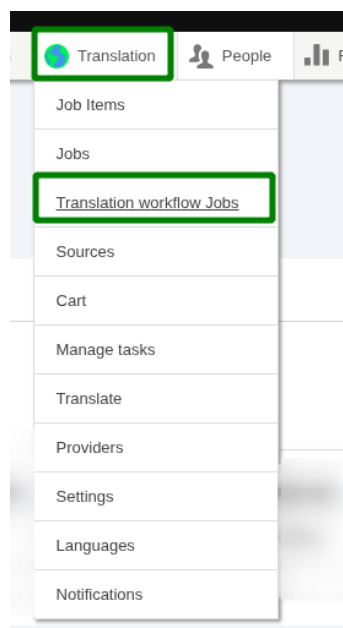 Translation
People
Job Items
Jobs
Translation workflow Jobs
Sources
Cart
Manage tasks
Translate
Providers
Settings
Languages
Notifications